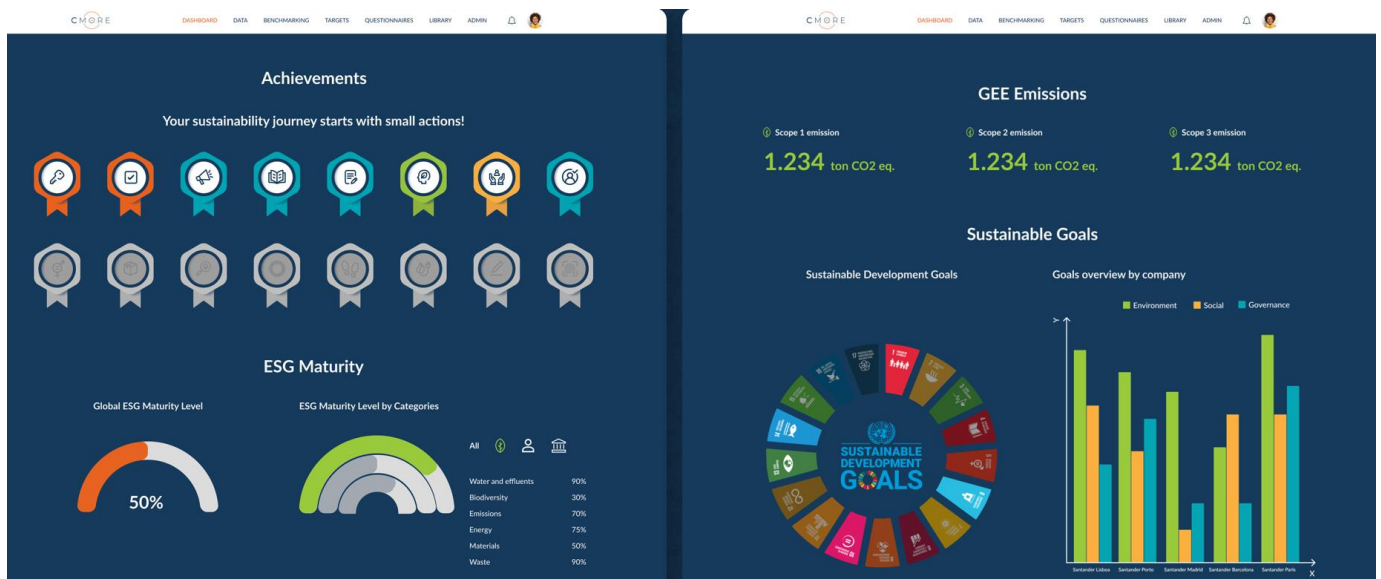 CMORE
DASHBOARD DATA BENCHMARKING TARGETS QUESTIONNAIRES LIBRARY ADMIN
Achievements
Your sustainability journey starts with small actions!
ESG Maturity
Global ESG Maturity Level
50%
ESG Maturity Level by Categories
All
Water and effluents 90%
Biodiversity 30%
Emissions 70%
Energy 75%
Materials 50%
Waste 90%
CMORE
DASHBOARD DATA BENCHMARKING TARGETS QUESTIONNAIRES LIBRARY ADMIN
GEE Emissions
Scope 1 emission
1.234 ton CO2 eq.
Scope 2 emission
1.234 ton CO2 eq.
Scope 3 emission
1.234 ton CO2 eq.
Sustainable Goals
Sustainable Development Goals
SUSTAINABLE
DEVELOPMENT
GOALS
Goals overview by company
Environment Social Governance
Y
Santander Lisboa Santander Porto Santander Madrid Santander Barcelona Santander Paris
X